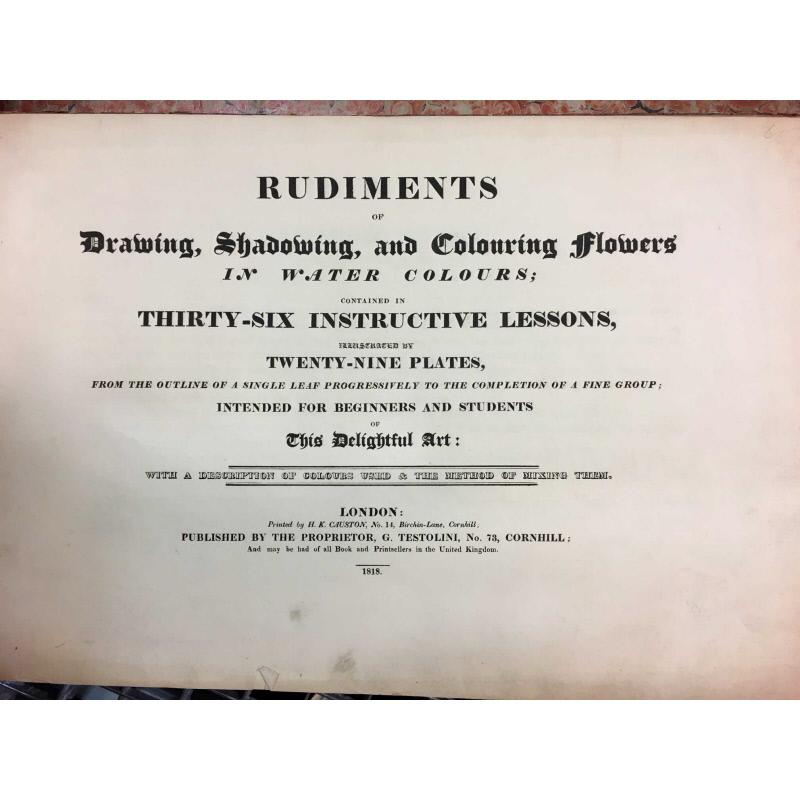 RUDIMENTS
OF
Drawing, Shadowing, and Colouring Flowers
IN WATER COLOURS;
CONTAINED IN
THIRTY-SIX INSTRUCTIVE LESSONS,
ILLUSTRATED BY
TWENTY-NINE PLATES,
FROM THE OUTLINE OF A SINGLE LEAF PROGRESSIVELY TO THE COMPLETION OF A FINE GROUP;
INTENDED FOR BEGINNERS AND STUDENTS
OF
This Delightful Art:
WITH A DESCRIPTION OF COLOURS USED & THE METHOD OF MIXING THEM.
LONDON:
Printed by H. K. CAUSTON, No. 14, Birchin-Lane, Cornhill;
PUBLISHED BY THE PROPRIETOR, G. TESTOLINI, No. 73, CORNHILL;
And may be had of all Book and Printsellers in the United Kingdom.
1818.